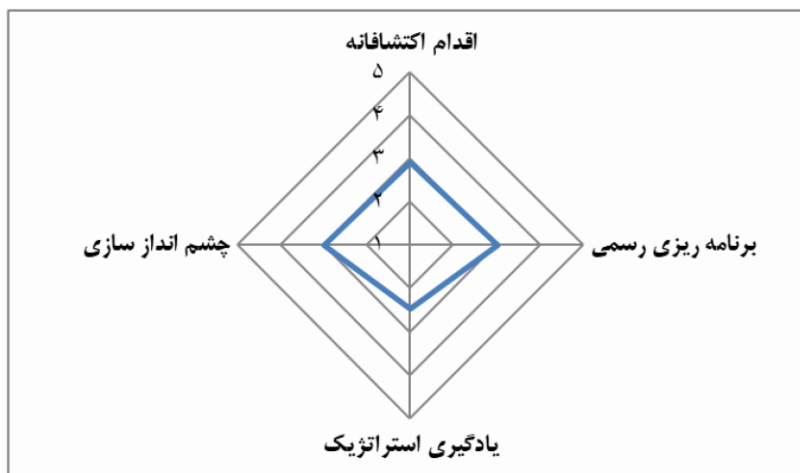 اقدام اکتشافانه
۵
۴
۳
۲
۱
برنامه ریزی رسمی
چشم انداز سازی
یادگیری استراتژیک